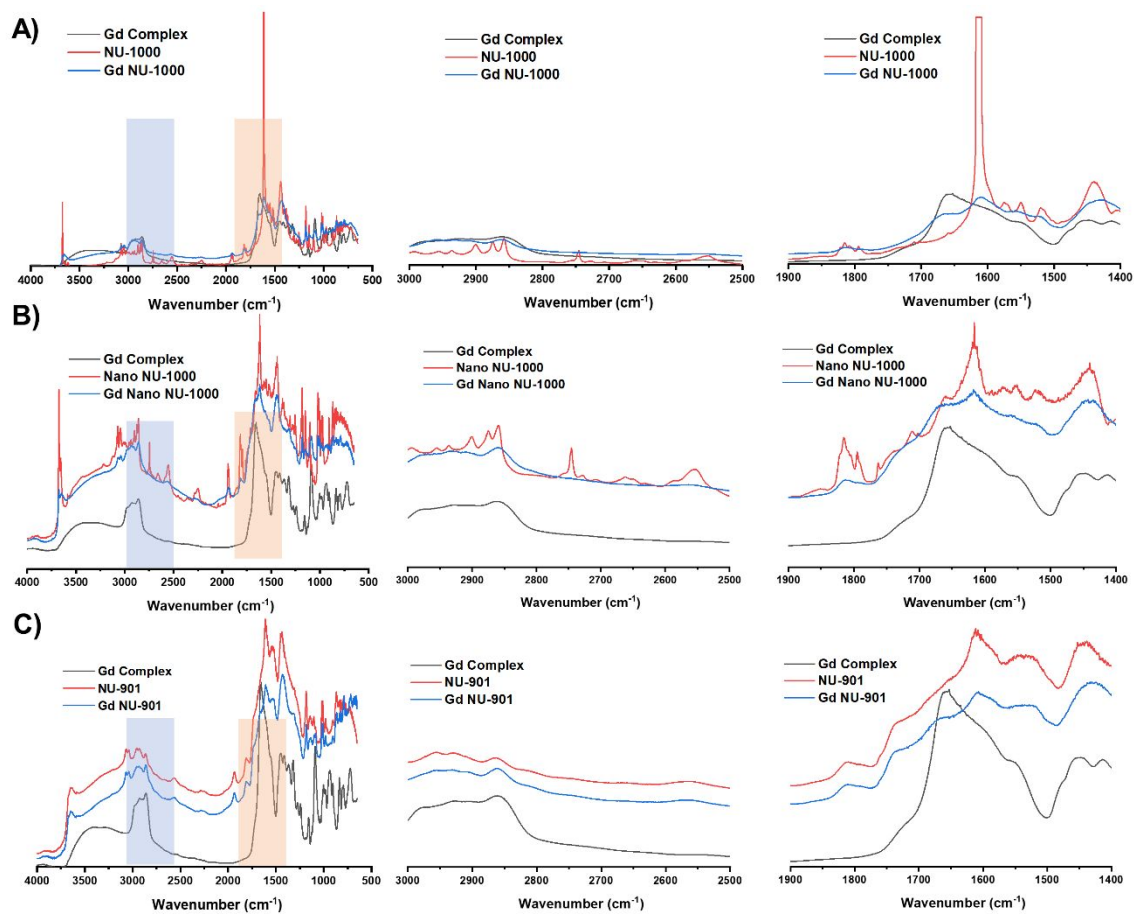 A)
Gd Complex
NU-1000
Gd NU-1000
4000 3500 3000 2500 2000 1500 1000 500
Wavenumber (cm⁻¹)
Gd Complex
NU-1000
Gd NU-1000
3000 2900 2800 2700 2600 2500
Wavenumber (cm⁻¹)
Gd Complex
NU-1000
Gd NU-1000
1900 1800 1700 1600 1500 1400
Wavenumber (cm⁻¹)
B)
Gd Complex
Nano NU-1000
Gd Nano NU-1000
4000 3500 3000 2500 2000 1500 1000 500
Wavenumber (cm⁻¹)
Gd Complex
Nano NU-1000
Gd Nano NU-1000
3000 2900 2800 2700 2600 2500
Wavenumber (cm⁻¹)
Gd Complex
Nano NU-1000
Gd Nano NU-1000
1900 1800 1700 1600 1500 1400
Wavenumber (cm⁻¹)
C)
Gd Complex
NU-901
Gd NU-901
4000 3500 3000 2500 2000 1500 1000 500
Wavenumber (cm⁻¹)
Gd Complex
NU-901
Gd NU-901
3000 2900 2800 2700 2600 2500
Wavenumber (cm⁻¹)
Gd Complex
NU-901
Gd NU-901
1900 1800 1700 1600 1500 1400
Wavenumber (cm⁻¹)